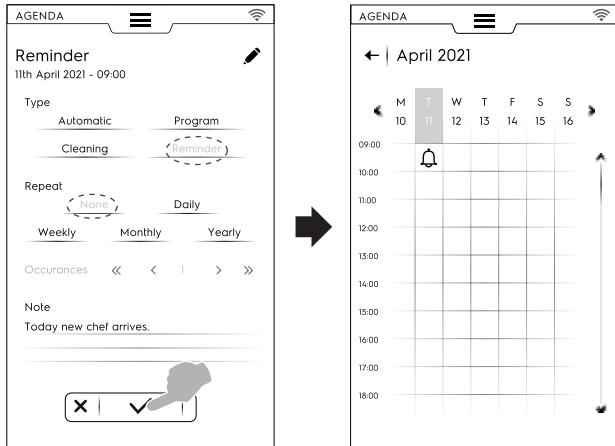 AGENDA
Reminder
11th April 2021 - 09:00
Type
Automatic Program
Cleaning Reminder
Repeat
None Daily
Weekly Monthly Yearly
Occurances « < 1 > »
Note
Today new chef arrives.
AGENDA
April 2021
M T W T F S S
10 11 12 13 14 15 16
09:00
10:00
11:00
12:00
13:00
14:00
15:00
16:00
17:00
18:00